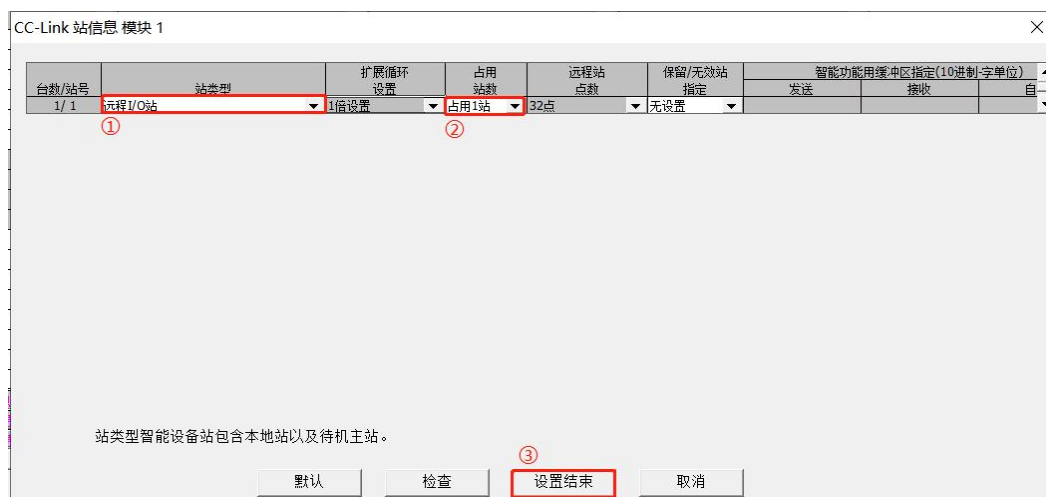 CC-Link 站信息 模块 1
台数/站号 站类型 扩展循环 设置 占用 站数 远程站 点数 保留/无效站 指定 智能功能用缓冲区指定(10进制-字单位)
发送 接收 自
1/ 1 远程I/O站 1倍设置 占用1站 32点 无设置
① ②
站类型智能设备站包含本地站以及待机主站。
③
默认 检查 设置结束 取消